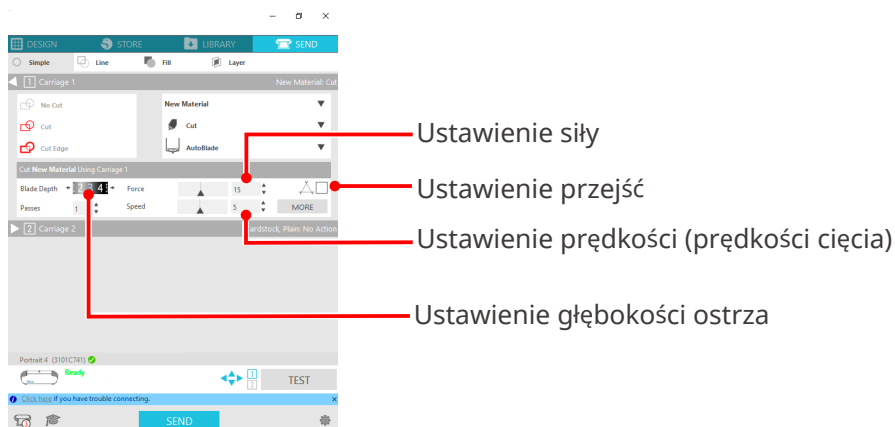 DESIGN STORE LIBRARY SEND
Simple Line Fill Layer
1 Carriage 1 New Material: Cut
No Cut New Material
Cut Cut
Cut Edge AutoBlade
Ustawienie siły
Cut New Material Using Carriage 1
Blade Depth 2 3 4 Force 15
Ustawienie przejść
Passes 1 Speed 5 MORE
2 Carriage 2 ardstock, Plain: No Action
Ustawienie prędkości (prędkości cięcia)
Ustawienie głębokości ostrza
Portrait 4 (3101C741)
Ready 1
2
TEST
Click here if you have trouble connecting. x
SEND